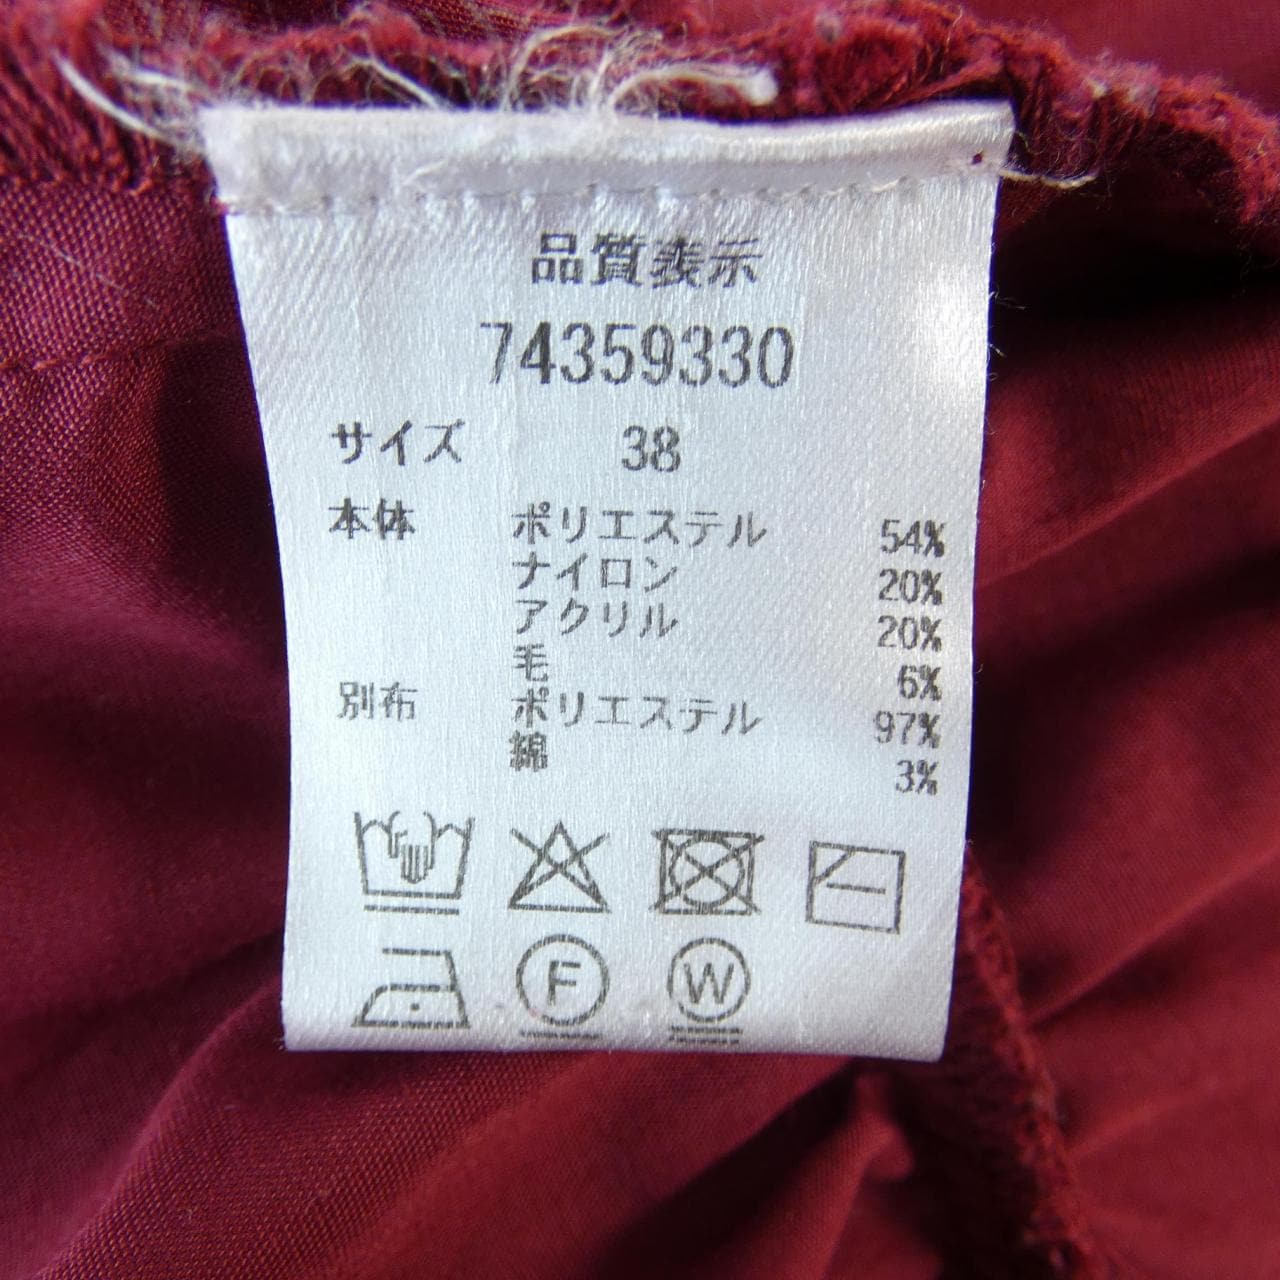 品質表示
74359330
サイズ 38
本体 ポリエステル 54%
ナイロン 20%
アクリル 20%
毛 6%
別布 ポリエステル 97%
綿 3%
F W